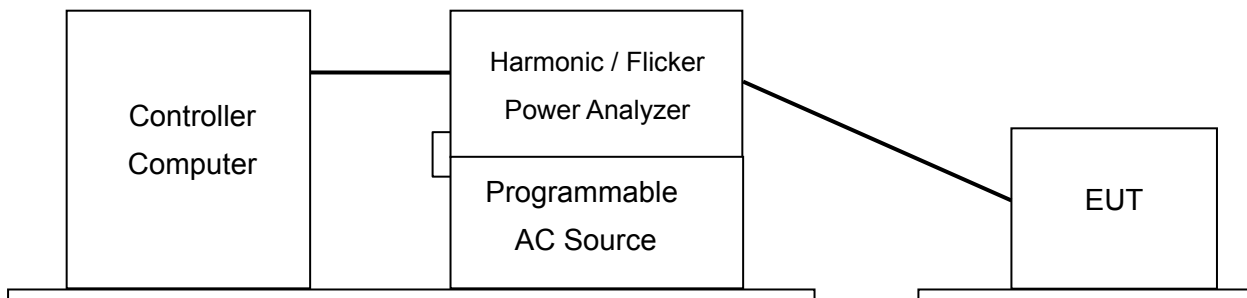 Controller
Computer
Harmonic / Flicker
Power Analyzer
Programmable
AC Source
EUT